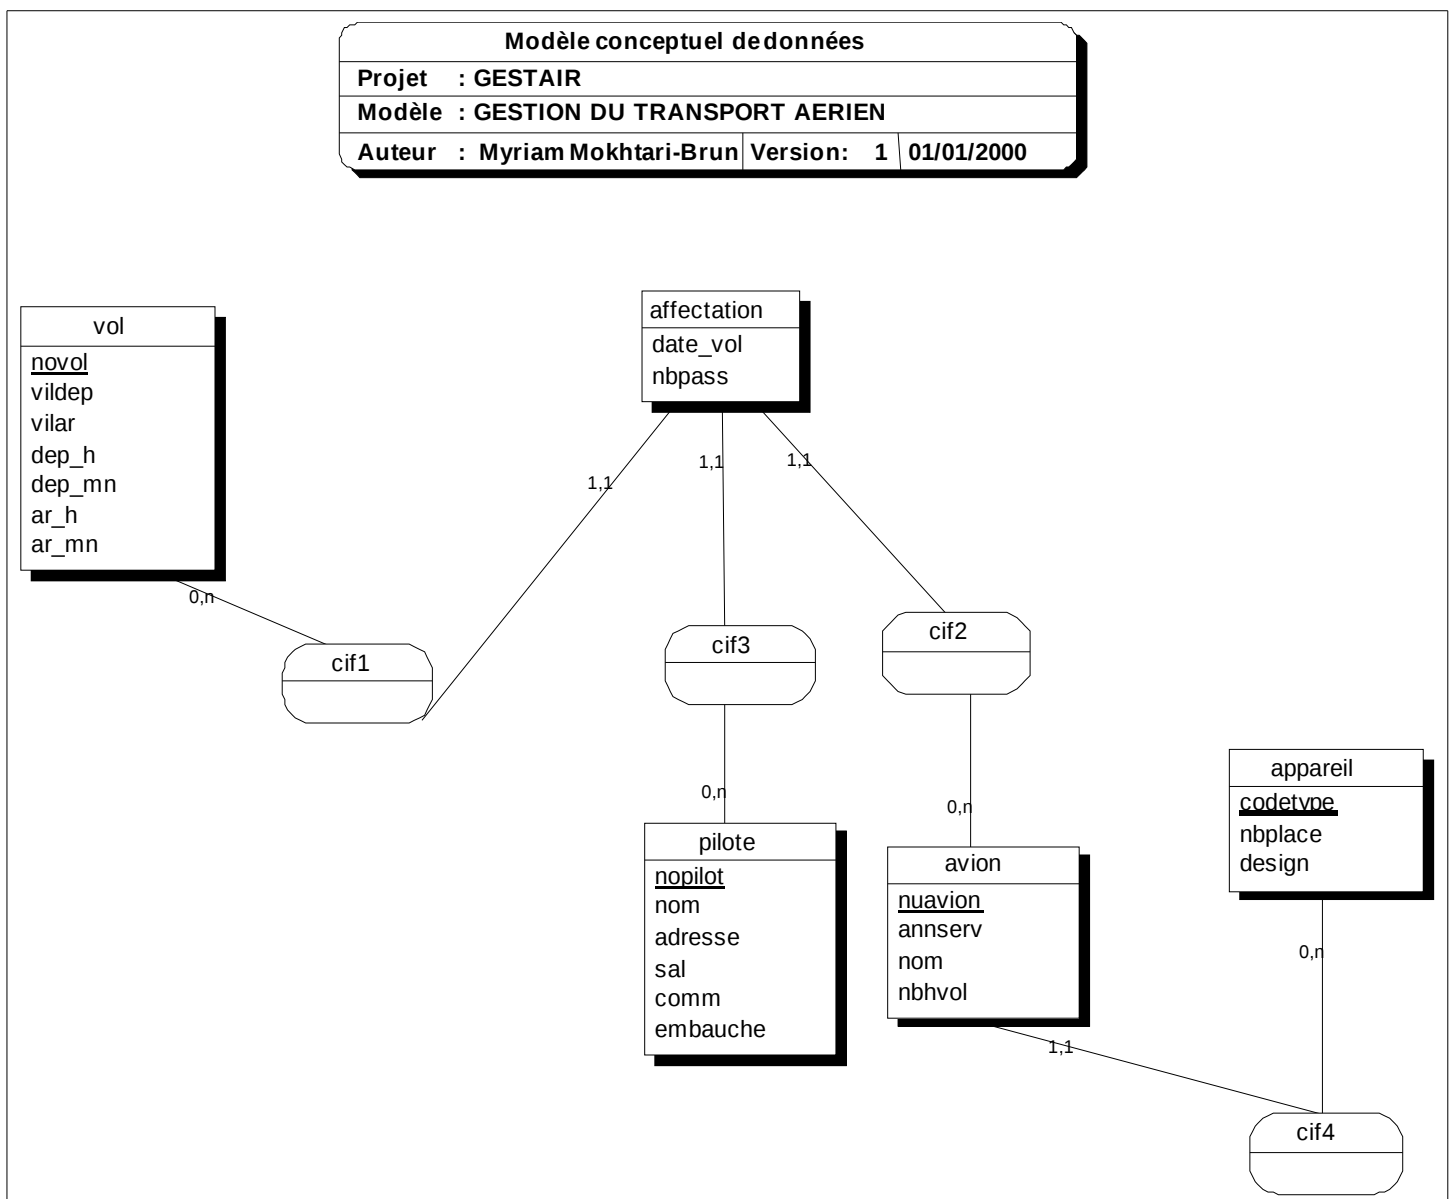 Modèle conceptuel de données
Projet : GESTAIR
Modèle : GESTION DU TRANSPORT AERIEN
Auteur : Myriam Mokhtari-Brun Version: 1 01/01/2000
vol
novol
vildep
vilar
dep_h
dep_mn
ar_h
ar_mn
0,n
affectation
date_vol
nbpass
1,1
1,1
1,1
cif1
cif3
cif2
0,n
0,n
pilote
nopilot
nom
adresse
sal
comm
embauche
avion
nuavion
annserv
nom
nbhvol
1,1
appareil
codetype
nbplace
design
0,n
cif4